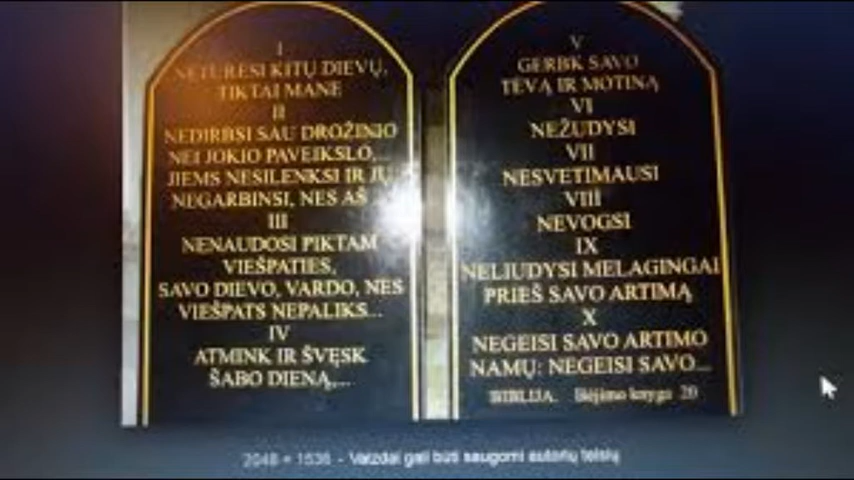 I
NETURĖSI KITŲ DIEVŲ,
TIKTAI MANE
II
NEDIRBSI SAU DROŽINIO
NEI JOKIO PAVEIKSLO,...
JIEMS NESILENKSI IR JŲ
NEGARBINSI, NES AŠ
III
NENAUDOSI PIKTAM
VIEŠPATIES,
SAVO DIEVO, VARDO, NES
VIEŠPATS NEPALIKS...
IV
ATMINK IR ŠVĘSK
ŠABO DIENĄ,...
V
GERBK SAVO
TĖVĄ IR MOTINĄ
VI
NEŽUDYSI
VII
NESVETIMAUSI
VIII
NEVOGSI
IX
NELIUDYSI MELAGINGAI
PRIEŠ SAVO ARTIMĄ
X
NEGEISI SAVO ARTIMO
NAMŲ: NEGEISI SAVO...
BIBLIJA. Išėjimo knyga 20
2048 × 1536 - Vaizdai gali būti saugomi autorių teisių